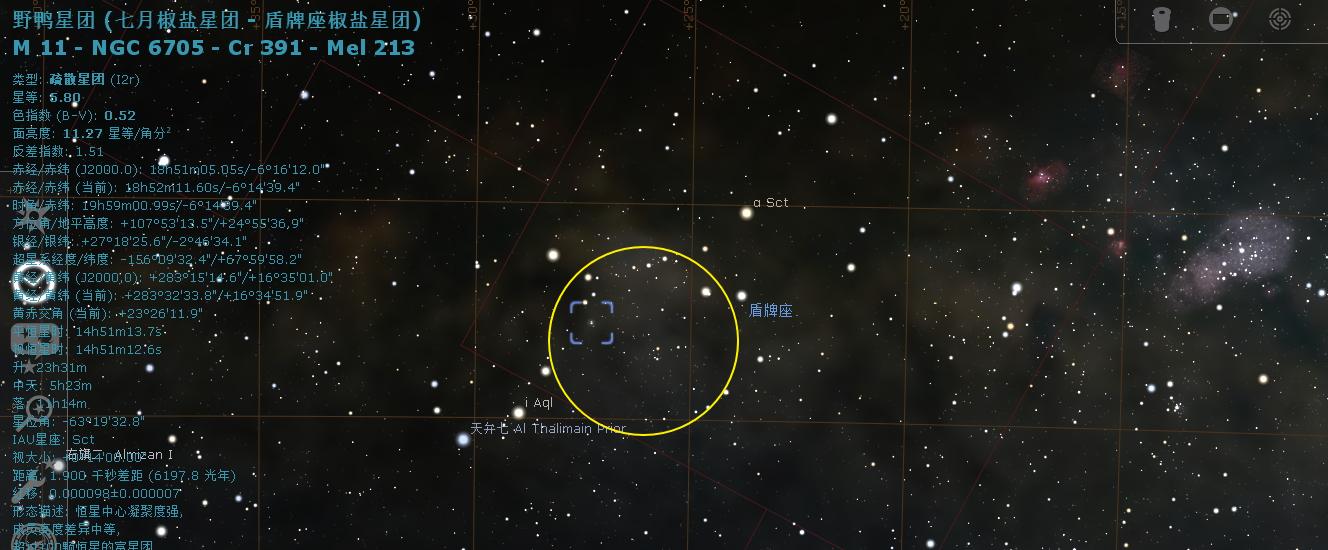 野鸭星团 (七月椒盐星团 - 盾牌座椒盐星团)
M 11 - NGC 6705 - Cr 391 - Mel 213
类型: 疏散星团 (I2r)
星等: 5.80
色指数 (B-V): 0.52
面亮度: 11.27 星等/角分²
反差指数: 1.51
赤经/赤纬 (J2000.0): 18h51m05.05s/-6°16'12.0"
赤经/赤纬 (当前): 18h52m11.60s/-6°14'39.4"
时角/赤纬: 19h59m00.99s/-6°14'39.4"
方位角/地平高度: +107°53'13.5"/+24°55'36.9"
银经/银纬: +27°18'25.6"/-2°46'34.1"
超星系经度/纬度: -156°09'32.4"/+67°59'58.2"
黄经/黄纬 (J2000.0): +283°15'14.6"/+16°35'01.0"
黄经/黄纬 (当前): +283°32'33.8"/+16°34'51.9"
黄赤交角 (当前): +23°26'11.9"
平恒星时: 14h51m13.7s
视恒星时: 14h51m12.6s
升: 23h31m
中天: 5h23m
落: 11h14m
星位角: -63°19'32.8"
IAU星座: Sct
视大小:
距离: 1.900 千秒差距 (6197.8 光年)
红移: 0.000098±0.000007
形态描述: 恒星中心凝聚度强,
成员亮度差异中等,
α Sct
盾牌座
i Aql
天弁七 Al Thalimain Prior
右旗二 Almizan I